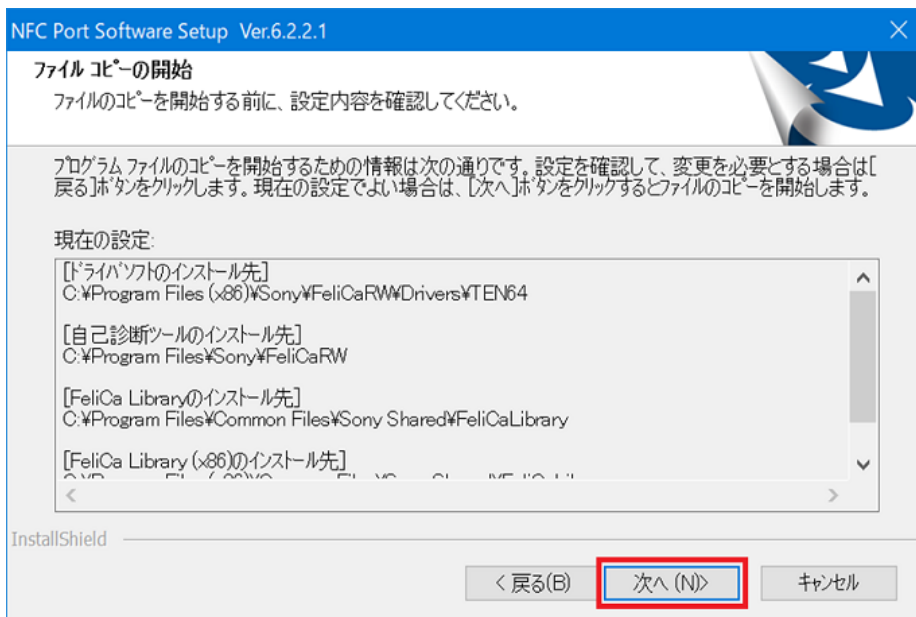 NFC Port Software Setup Ver.6.2.2.1
ファイル コピーの開始
ファイルのコピーを開始する前に、設定内容を確認してください。
プログラム ファイルのコピーを開始するための情報は次の通りです。設定を確認して、変更を必要とする場合は[
戻る]ボタンをクリックします。現在の設定でよい場合は、[次へ]ボタンをクリックするとファイルのコピーを開始します。
現在の設定:
[ドライバソフトのインストール先]
C:¥Program Files (x86)¥Sony¥FeliCaRW¥Drivers¥TEN64
[自己診断ツールのインストール先]
C:¥Program Files¥Sony¥FeliCaRW
[FeliCa Libraryのインストール先]
C:¥Program Files¥Common Files¥Sony Shared¥FeliCaLibrary
[FeliCa Library (x86)のインストール先]
InstallShield
< 戻る(B)
次へ (N)>
キャンセル